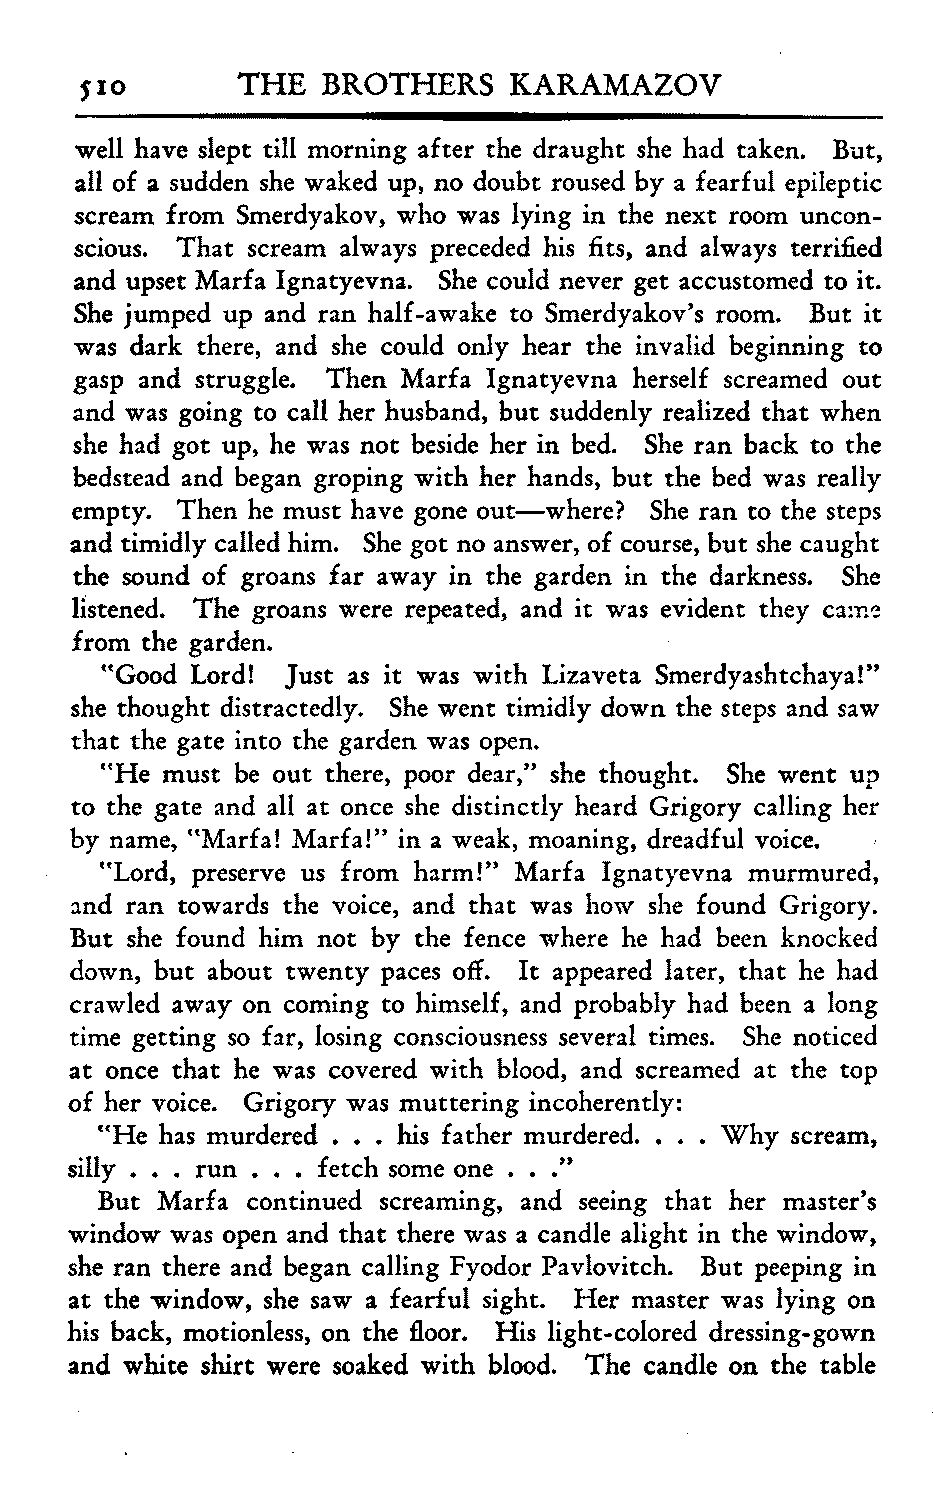 510 THE BROTHERS KARAMAZOV
well have slept till morning after the draught she had taken. But,
all of a sudden she waked up, no doubt roused by a fearful epileptic
scream from Smerdyakov, who was lying in the next room uncon-
scious. That scream always preceded his fits, and always terrified
and upset Marfa Ignatyevna. She could never get accustomed to it.
She jumped up and ran half-awake to Smerdyakov's room. But it
was dark there, and she could only hear the invalid beginning to
gasp and struggle. Then Marfa Ignatyevna herself screamed out
and was going to call her husband, but suddenly realized that when
she had got up, he was not beside her in bed. She ran back to the
bedstead and began groping with her hands, but the bed was really
empty. Then he must have gone out—where? She ran to the steps
and timidly called him. She got no answer, of course, but she caught
the sound of groans far away in the garden in the darkness. She
listened. The groans were repeated, and it was evident they came
from the garden.
"Good Lord! Just as it was with Lizaveta Smerdyashtchaya!"
she thought distractedly. She went timidly down the steps and saw
that the gate into the garden was open.
"He must be out there, poor dear," she thought. She went up
to the gate and all at once she distinctly heard Grigory calling her
by name, "Marfa! Marfa!" in a weak, moaning, dreadful voice.
"Lord, preserve us from harm!" Marfa Ignatyevna murmured,
and ran towards the voice, and that was how she found Grigory.
But she found him not by the fence where he had been knocked
down, but about twenty paces off. It appeared later, that he had
crawled away on coming to himself, and probably had been a long
time getting so far, losing consciousness several times. She noticed
at once that he was covered with blood, and screamed at the top
of her voice. Grigory was muttering incoherently:
"He has murdered . . . his father murdered. . . . Why scream,
silly . . . run . . . fetch some one . . ."
But Marfa continued screaming, and seeing that her master's
window was open and that there was a candle alight in the window,
she ran there and began calling Fyodor Pavlovitch. But peeping in
at the window, she saw a fearful sight. Her master was lying on
his back, motionless, on the floor. His light-colored dressing-gown
and white shirt were soaked with blood. The candle on the table